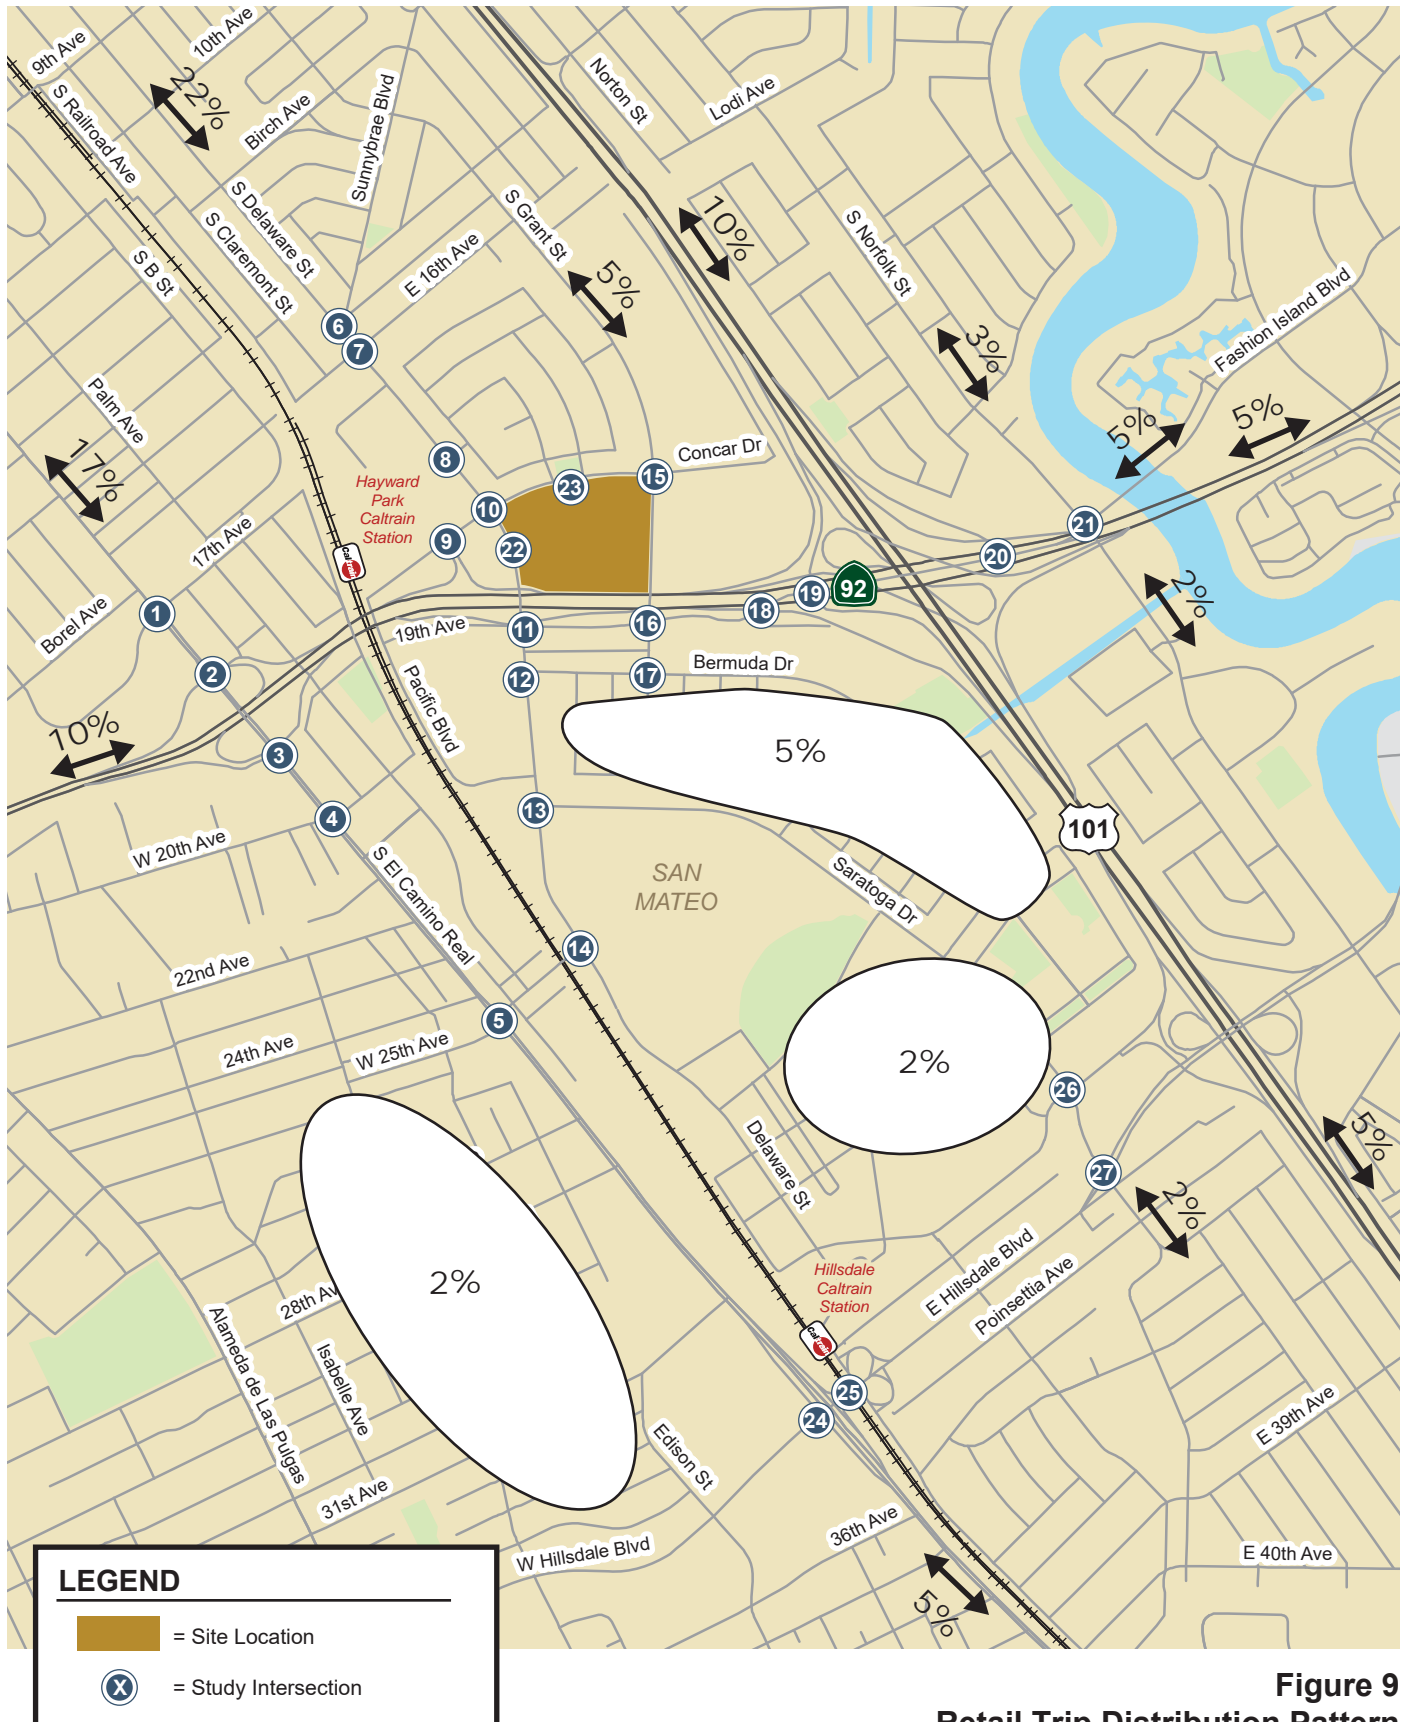 10th Ave
9th Ave
22%
S Railroad Ave
Birch Ave
Sunnybrae Blvd
Norton St
Lodi Ave
S Delaware St
S Claremont St
S B St
E 16th Ave
S Grant St
5%
10%
S Norfolk St
3%
Fashion Island Blvd
5%
5%
6
7
Palm Ave
17%
8
Hayward
Park
Caltrain
Station
Concar Dr
15
23
10
9
22
17th Ave
Caltrain
21
20
92
19
18
2%
Borel Ave
1
19th Ave
11
16
2
12
17
Bermuda Dr
Pacific Blvd
10%
3
5%
13
4
101
W 20th Ave
S El Camino Real
SAN
MATEO
Saratoga Dr
14
22nd Ave
5
24th Ave
W 25th Ave
2%
26
Delaware St
5%
27
2%
2%
Hillsdale
Caltrain
Station
E Hillsdale Blvd
Poinsettia Ave
28th Av
Alameda de Las Pulgas
Isabelle Ave
Caltrain
25
24
E 39th Ave
Edison St
31st Ave
36th Ave
W Hillsdale Blvd
E 40th Ave
5%
LEGEND
= Site Location
X = Study Intersection
Figure 9
Retail Trip Distribution Pattern